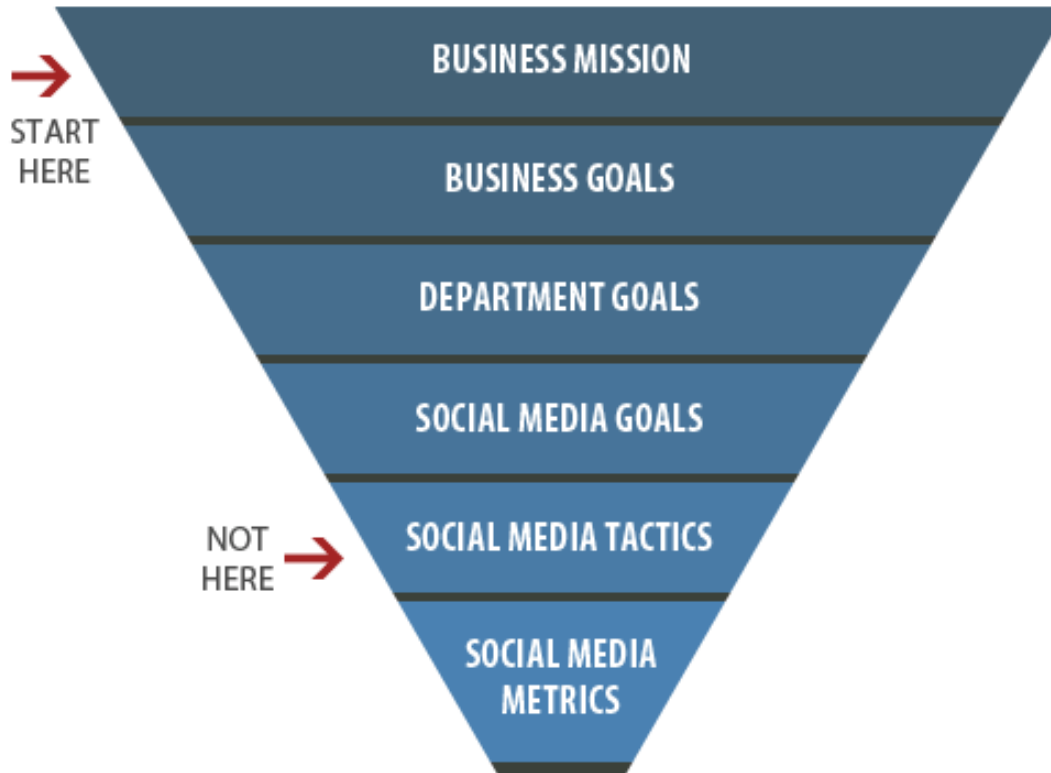 BUSINESS MISSION
START
HERE
BUSINESS GOALS
DEPARTMENT GOALS
SOCIAL MEDIA GOALS
NOT
HERE
SOCIAL MEDIA TACTICS
SOCIAL MEDIA
METRICS